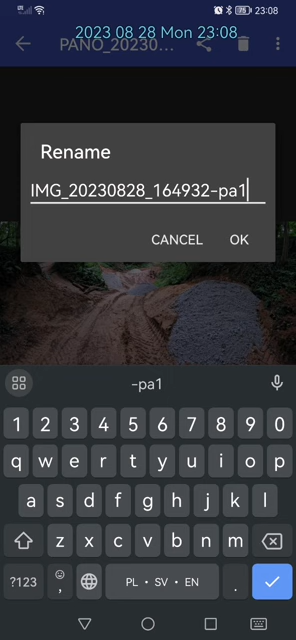 23:08
2023 08 28 Mon 23:08
PANO_20230...
Rename
IMG_20230828_164932-pa1
CANCEL OK
-pa1
1 2 3 4 5 6 7 8 9 0
q w e r t y u i o p
a s d f g h j k l
z x c v b n m
?123 , PL • SV • EN .